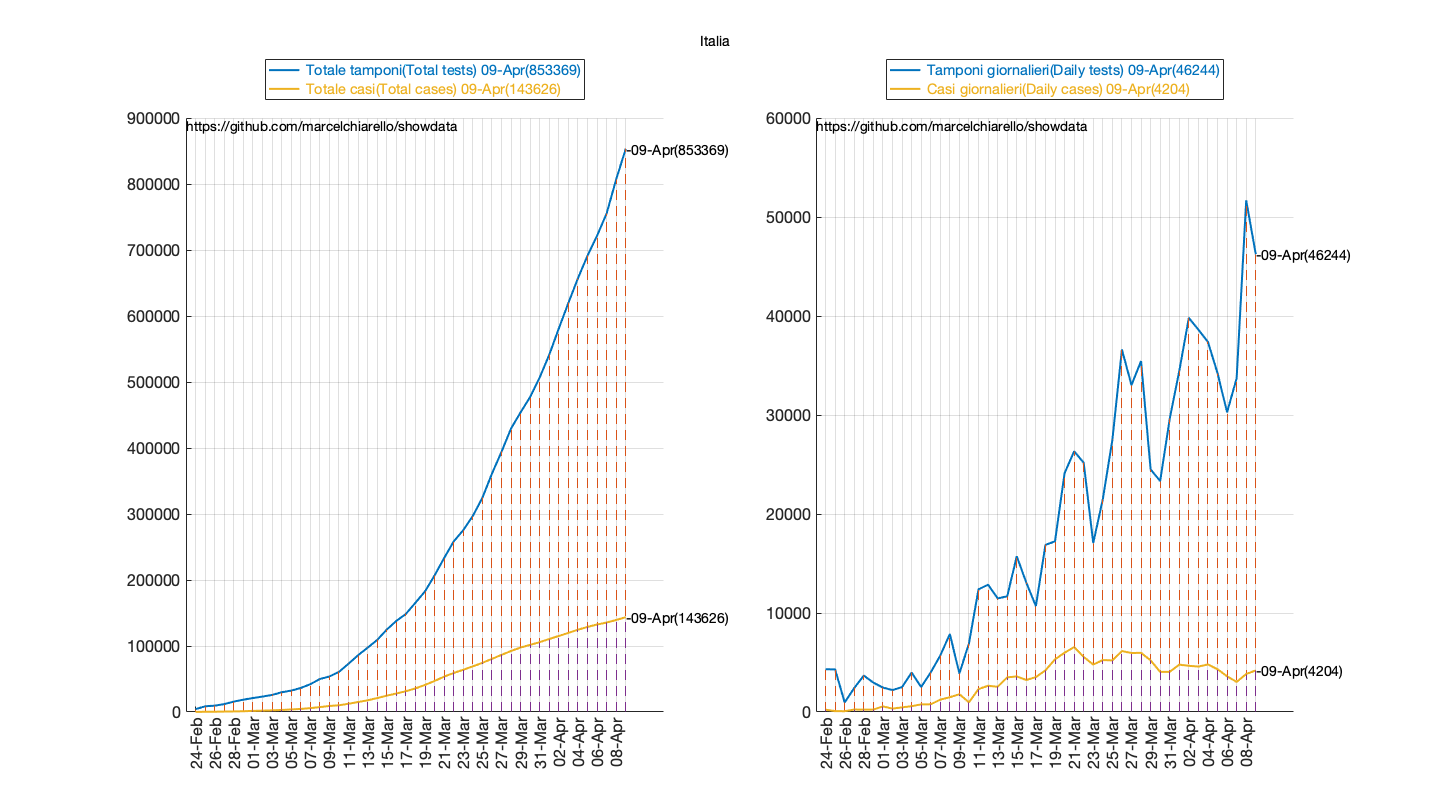 Italia
Totale tamponi(Total tests) 09-Apr(853369)
Totale casi(Total cases) 09-Apr(143626)
https://github.com/marcelchiarello/showdata
900000
800000
700000
600000
500000
400000
300000
200000
100000
0
-09-Apr(853369)
-09-Apr(143626)
24-Feb
26-Feb
28-Feb
01-Mar
03-Mar
05-Mar
07-Mar
09-Mar
11-Mar
13-Mar
15-Mar
17-Mar
19-Mar
21-Mar
23-Mar
25-Mar
27-Mar
29-Mar
31-Mar
02-Apr
04-Apr
06-Apr
08-Apr
Tamponi giornalieri(Daily tests) 09-Apr(46244)
Casi giornalieri(Daily cases) 09-Apr(4204)
https://github.com/marcelchiarello/showdata
60000
50000
40000
30000
20000
10000
0
-09-Apr(46244)
-09-Apr(4204)
24-Feb
26-Feb
28-Feb
01-Mar
03-Mar
05-Mar
07-Mar
09-Mar
11-Mar
13-Mar
15-Mar
17-Mar
19-Mar
21-Mar
23-Mar
25-Mar
27-Mar
29-Mar
31-Mar
02-Apr
04-Apr
06-Apr
08-Apr